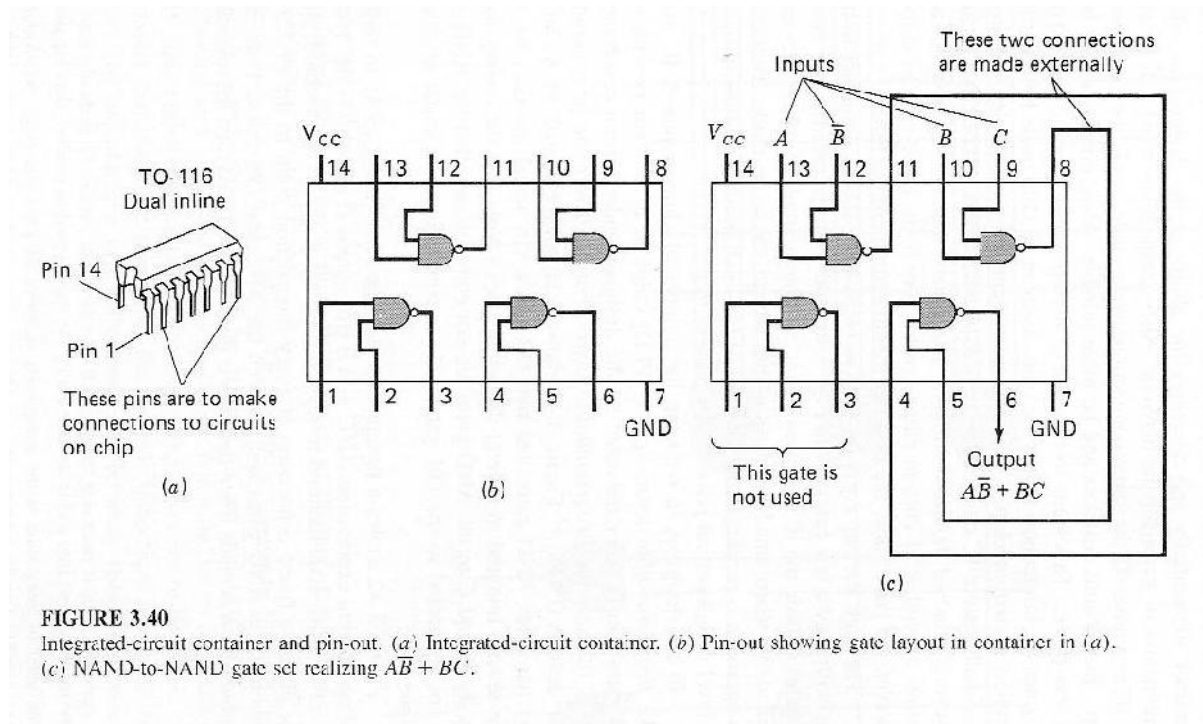 These two connections
are made externally
Inputs
TO-116
Dual inline
Pin 14
Pin 1
These pins are to make
connections to circuits
on chip
(a)
V_CC
14 13 12 11 10 9 8
1 2 3 4 5 6 7
GND
(b)
V_CC A B̅ B C
14 13 12 11 10 9 8
1 2 3 4 5 6 7
GND
This gate is
not used
Output
AB̅ + BC
(c)
FIGURE 3.40
Integrated-circuit container and pin-out. (a) Integrated-circuit container. (b) Pin-out showing gate layout in container in (a).
(c) NAND-to-NAND gate set realizing AB̅ + BC.